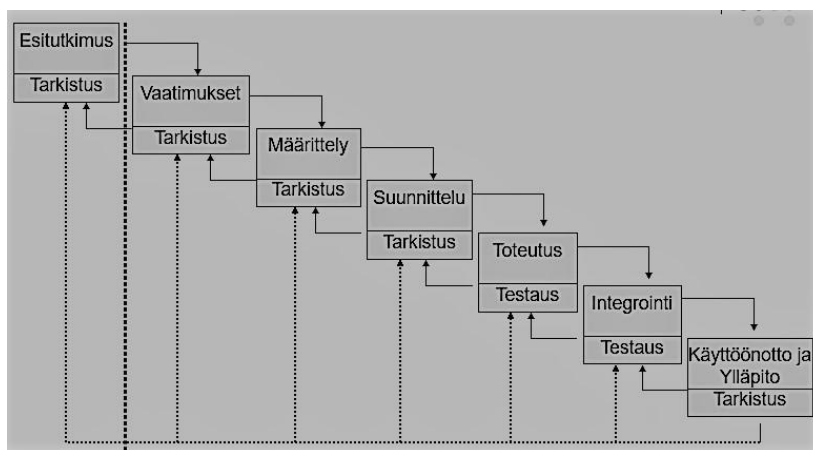 Esitutkimus
Tarkistus
Vaatimukset
Tarkistus
Määrittely
Tarkistus
Suunnittelu
Tarkistus
Toteutus
Testaus
Integrointi
Testaus
Käyttöönotto ja
Ylläpito
Tarkistus